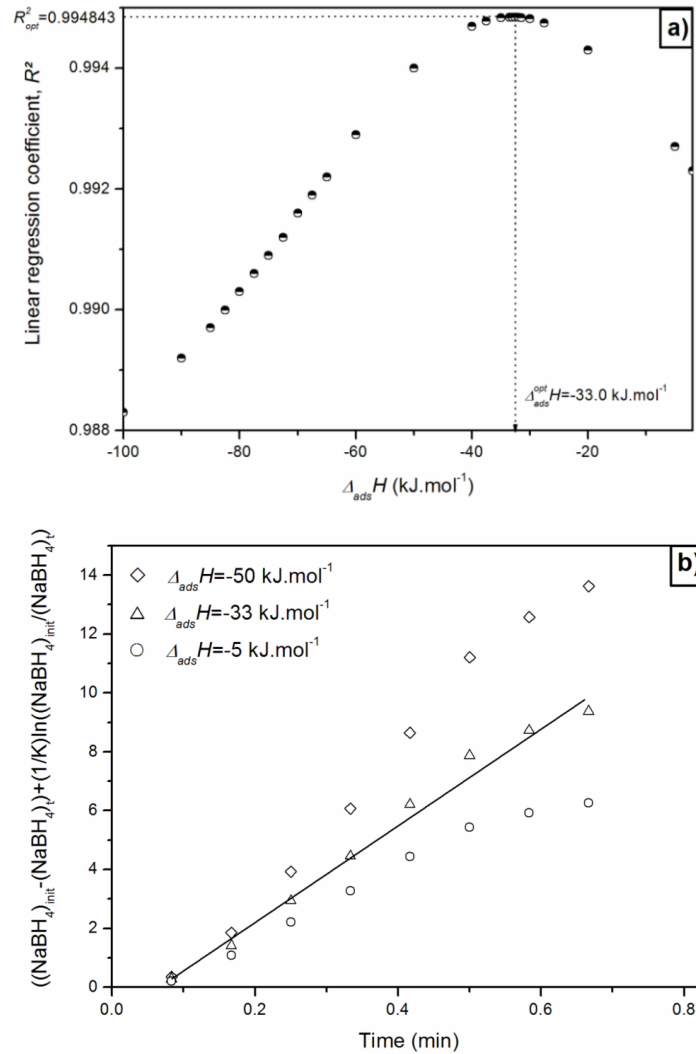 R²opt=0.994843
a)
0.994
0.992
0.990
0.988
Linear regression coefficient, R²
ΔadsoptH=-33.0 kJ.mol⁻¹
-100 -80 -60 -40 -20
ΔadsH (kJ.mol⁻¹)
b)
14
12
10
8
6
4
2
0
◇ ΔadsH=-50 kJ.mol⁻¹
△ ΔadsH=-33 kJ.mol⁻¹
○ ΔadsH=-5 kJ.mol⁻¹
((NaBH₄)init-(NaBH₄)t)+(1/K)ln((NaBH₄)init/(NaBH₄)t)
0.0 0.2 0.4 0.6 0.8
Time (min)